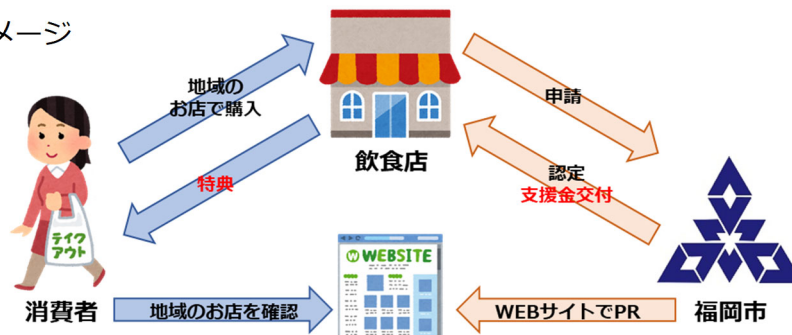 メージ
地域の
お店で購入
特典
飲食店
申請
認定
支援金交付
テイク
アウト
WEBSITE
消費者
地域のお店を確認
WEBサイトでPR
福岡市